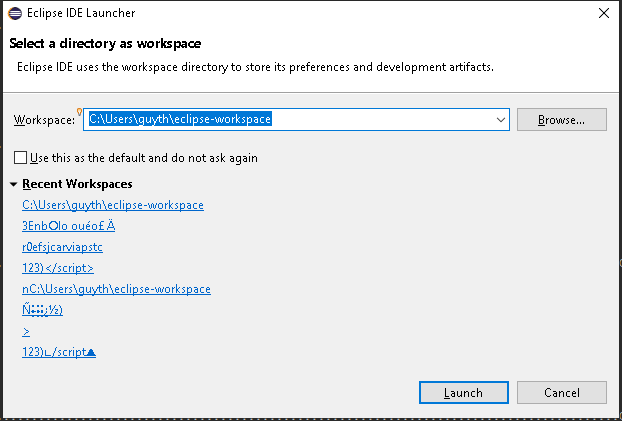 Eclipse IDE Launcher
Select a directory as workspace
Eclipse IDE uses the workspace directory to store its preferences and development artifacts.
Workspace: C:\Users\guyth\eclipse-workspace Browse...
Use this as the default and do not ask again
Recent Workspaces
C:\Users\guyth\eclipse-workspace
3Enb○lo ouéo£Ä
r0efsjcarviapstc
123)</script>
nC:\Users\guyth\eclipse-workspace
½)
>
123)∟/script▲
Launch Cancel